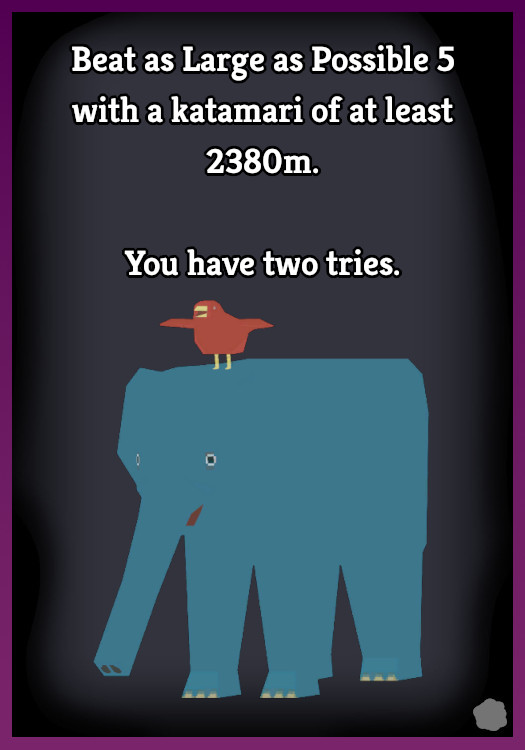 Beat as Large as Possible 5
with a katamari of at least
2380m.
You have two tries.